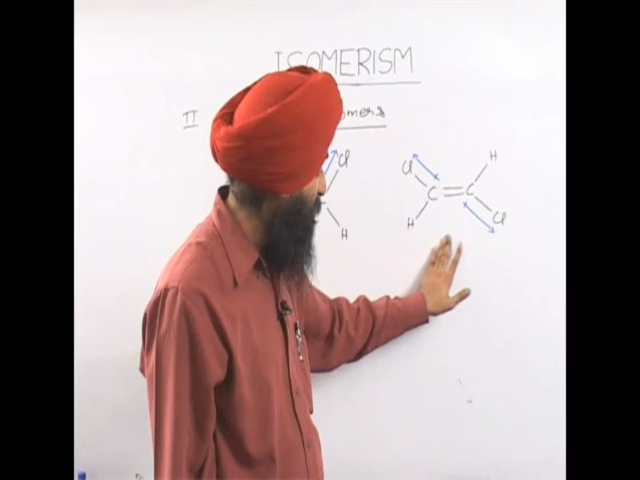 ISOMERISM
II
Cl Cl H
C = C
H H Cl